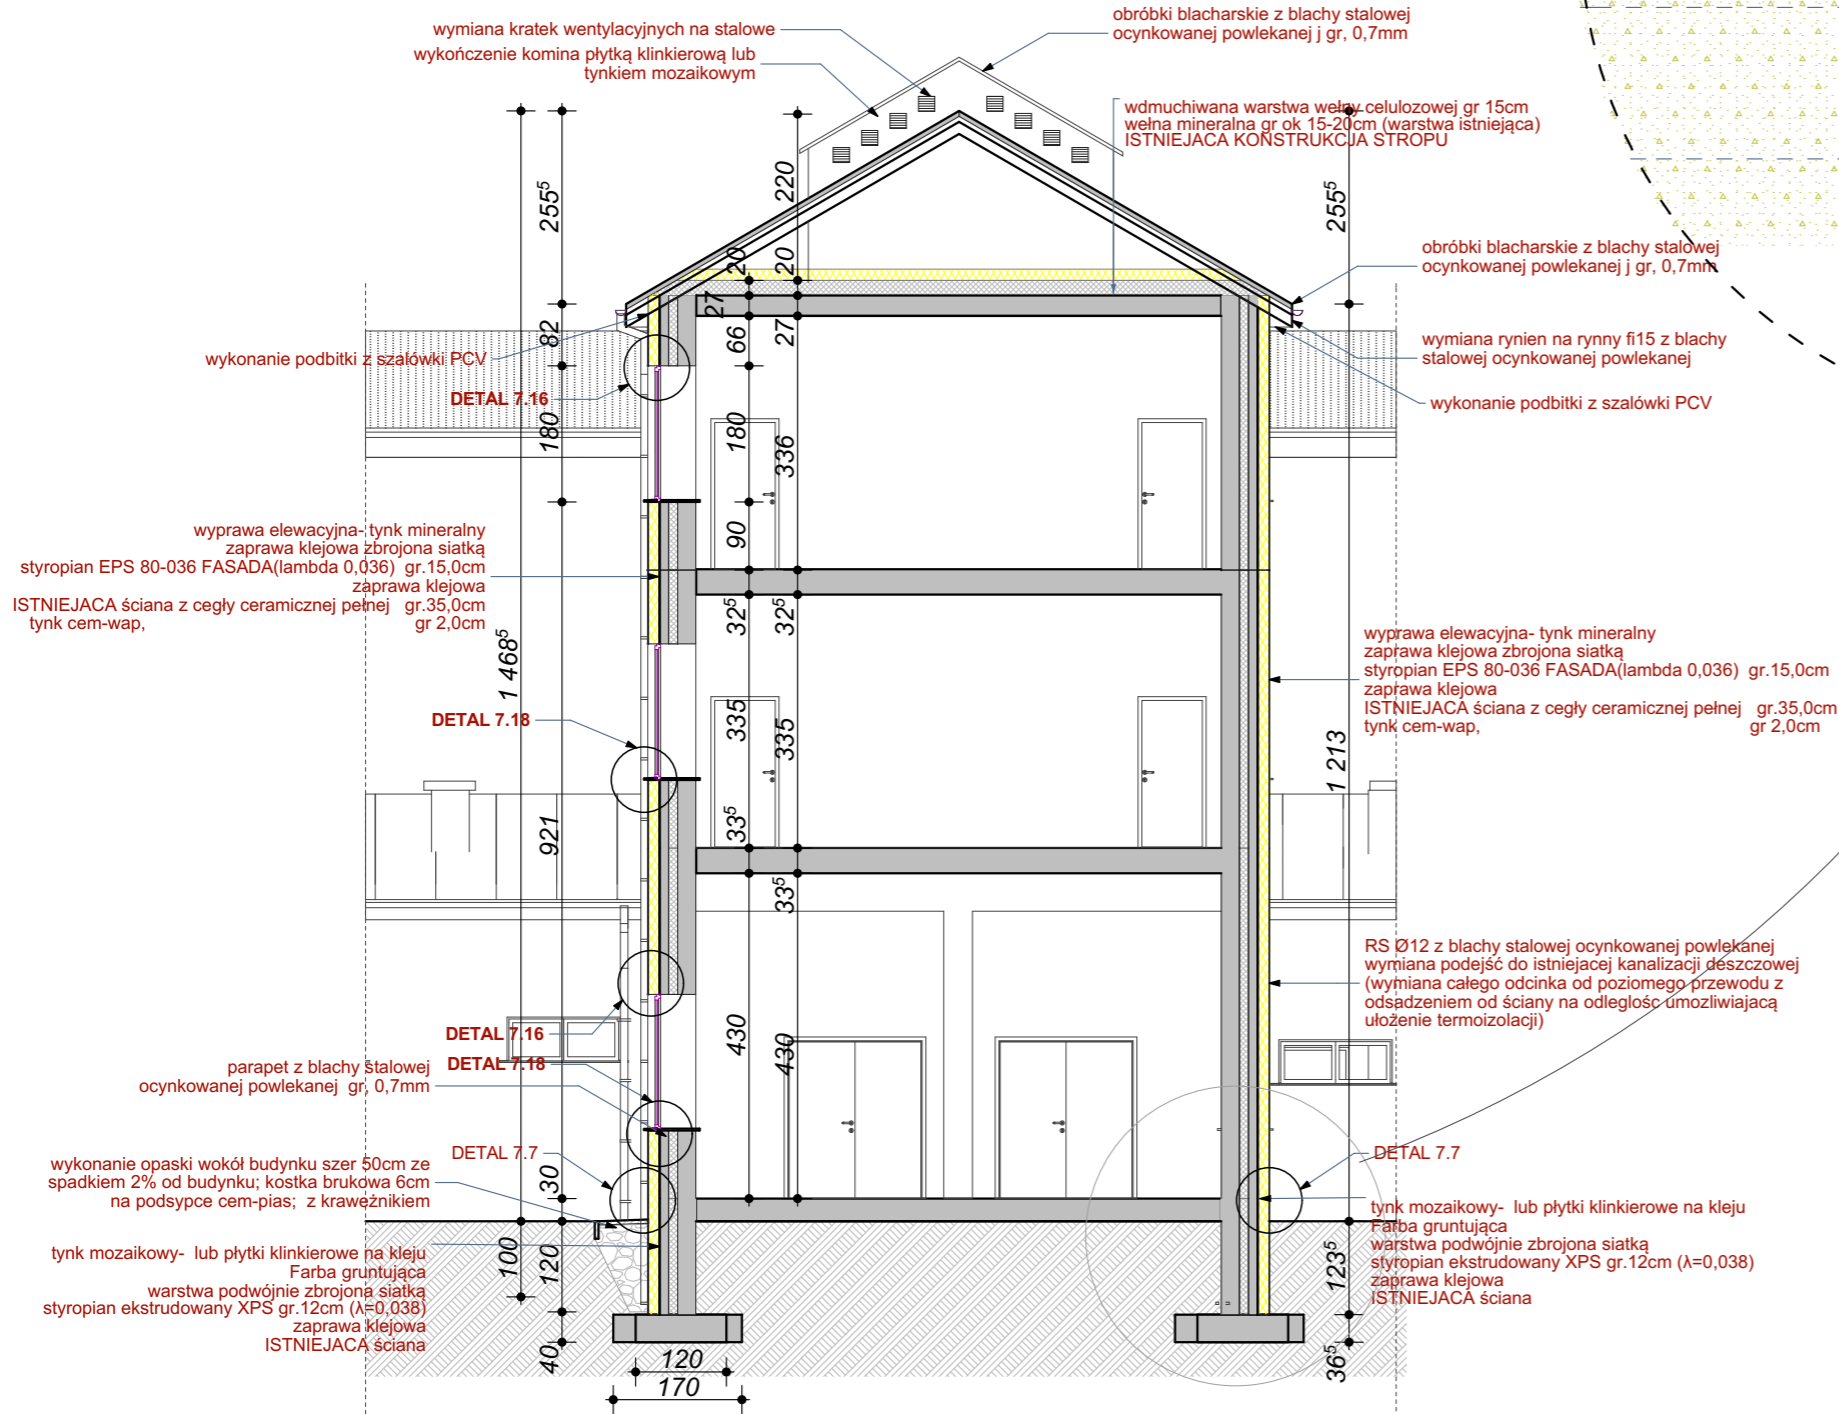 wymiana kratek wentylacyjnych na stalowe
wykończenie komina płytką klinkierową lub
tynkiem mozaikowym
obróbki blacharskie z blachy stalowej
ocynkowanej powlekanej j gr, 0,7mm
wdmuchiwana warstwa wełny celulozowej gr 15cm
wełna mineralna gr ok 15-20cm (warstwa istniejąca)
ISTNIEJACA KONSTRUKCJA STROPU
obróbki blacharskie z blachy stalowej
ocynkowanej powlekanej j gr, 0,7mm
wymiana rynien na rynny fi15 z blachy
stalowej ocynkowanej powlekanej
wykonanie podbitki z szalówki PCV
wykonanie podbitki z szalówki PCV
DETAL 7.16
wyprawa elewacyjna- tynk mineralny
zaprawa klejowa zbrojona siatką
styropian EPS 80-036 FASADA(lambda 0,036) gr.15,0cm
zaprawa klejowa
ISTNIEJACA ściana z cegły ceramicznej pełnej gr.35,0cm
tynk cem-wap, gr 2,0cm
DETAL 7.18
wyprawa elewacyjna- tynk mineralny
zaprawa klejowa zbrojona siatką
styropian EPS 80-036 FASADA(lambda 0,036) gr.15,0cm
zaprawa klejowa
ISTNIEJACA ściana z cegły ceramicznej pełnej gr.35,0cm
tynk cem-wap, gr 2,0cm
RS Ø12 z blachy stalowej ocynkowanej powlekanej
wymiana podejść do istniejacej kanalizacji deszczowej
(wymiana całego odcinka od poziomego przewodu z
odsadzeniem od ściany na odległośc umozliwiajacą
ułożenie termoizolacji)
DETAL 7.16
DETAL 7.18
parapet z blachy stalowej
ocynkowanej powlekanej gr, 0,7mm
DETAL 7.7
wykonanie opaski wokół budynku szer 50cm ze
spadkiem 2% od budynku; kostka brukowa 6cm
na podsypce cem-pias; z kraweżnikiem
tynk mozaikowy- lub płytki klinkierowe na kleju
Farba gruntująca
warstwa podwójnie zbrojona siatką
styropian ekstrudowany XPS gr.12cm (λ=0,038)
zaprawa klejowa
ISTNIEJACA ściana
DETAL 7.7
tynk mozaikowy- lub płytki klinkierowe na kleju
Farba gruntująca
warstwa podwójnie zbrojona siatką
styropian ekstrudowany XPS gr.12cm (λ=0,038)
zaprawa klejowa
ISTNIEJACA ściana
1 468⁵
100
255⁵
82
180
921
30
120
40
20
27
66
180
90
32⁵
335
33⁵
430
220
20
27
336
32⁵
335
33⁵
430
255⁵
1 213
123⁵
36⁵
120
170